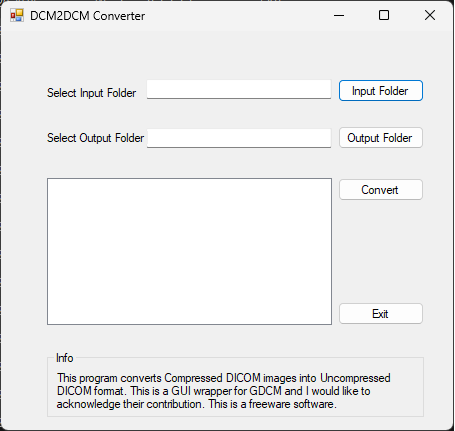 DCM2DCM Converter
Select Input Folder
Input Folder
Select Output Folder
Output Folder
Convert
Exit
Info
This program converts Compressed DICOM images into Uncompressed
DICOM format. This is a GUI wrapper for GDCM and I would like to
acknowledge their contribution. This is a freeware software.